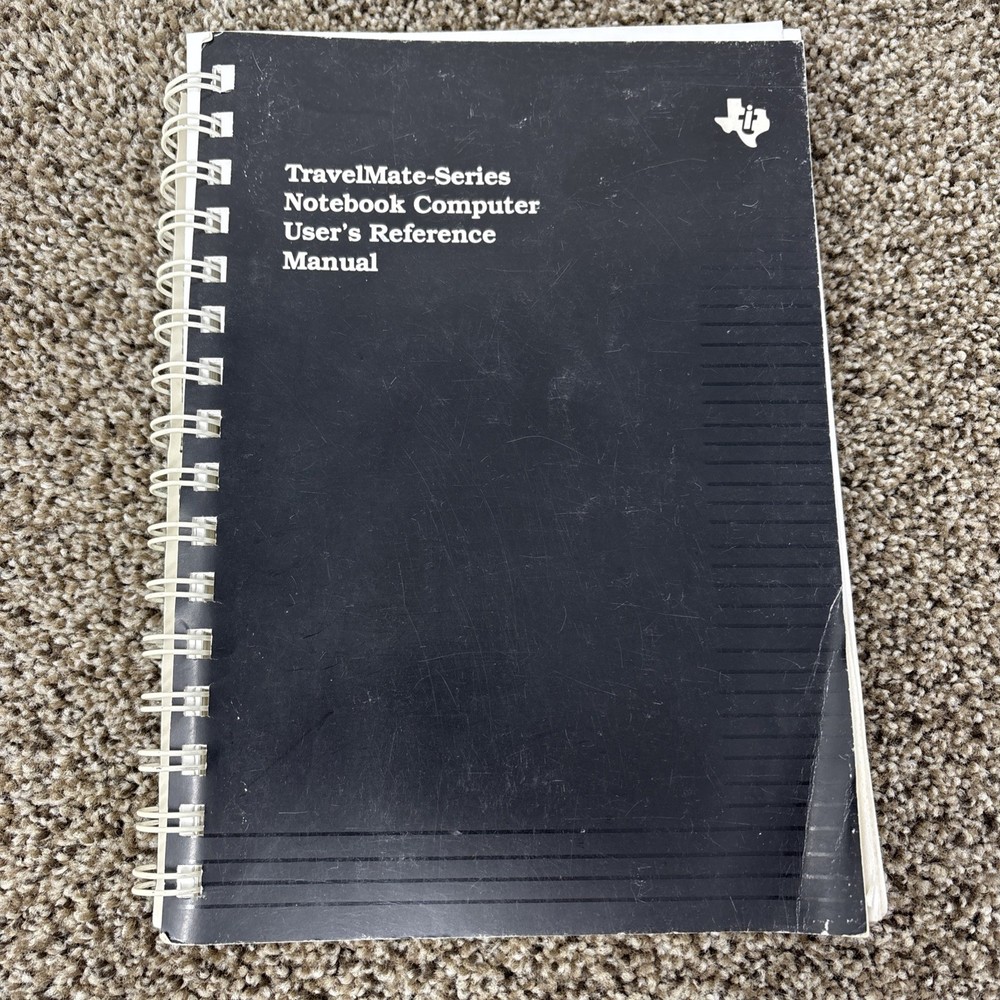 TravelMate-Series
Notebook Computer
User's Reference
Manual